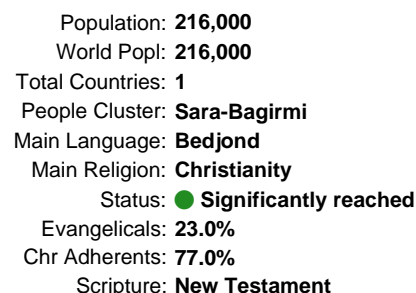 Population: 216,000
World Popl: 216,000
Total Countries: 1
People Cluster: Sara-Bagirmi
Main Language: Bedjond
Main Religion: Christianity
Status: Significantly reached
Evangelicals: 23.0%
Chr Adherents: 77.0%
Scripture: New Testament